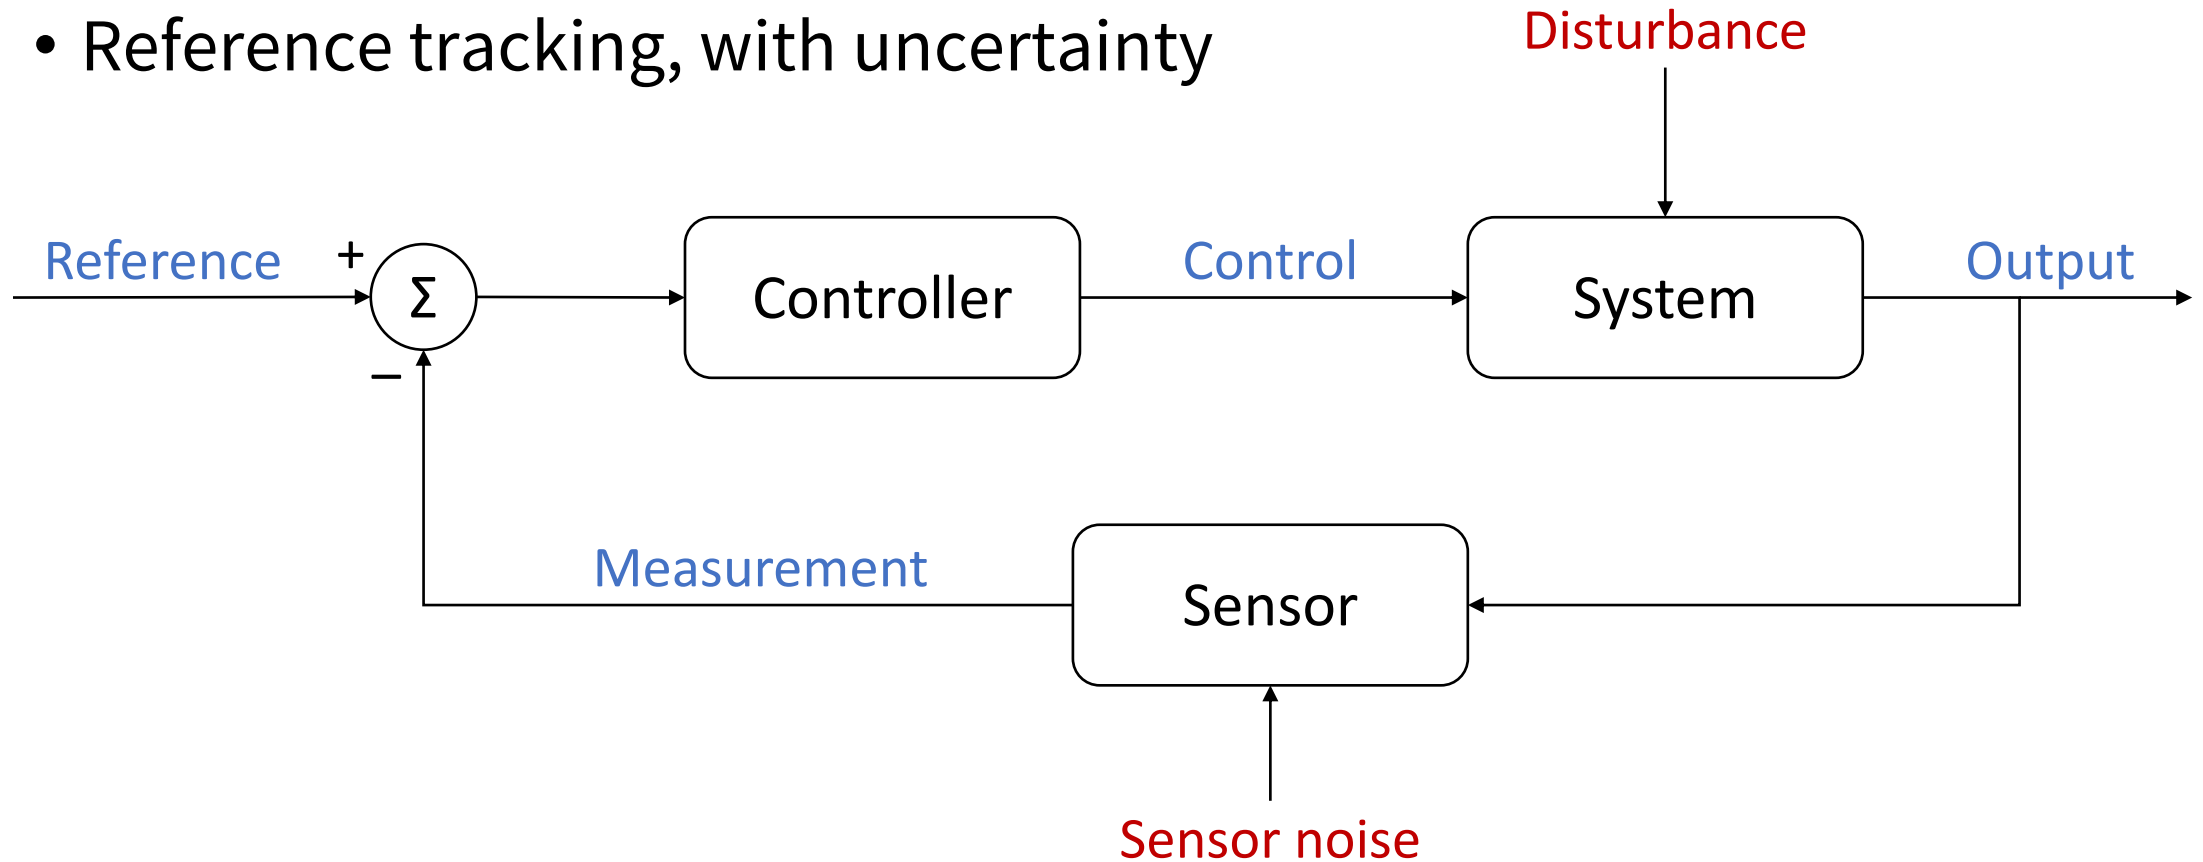 • Reference tracking, with uncertainty
Disturbance
Reference
+
Σ
Controller
Control
System
Output
−
Measurement
Sensor
Sensor noise